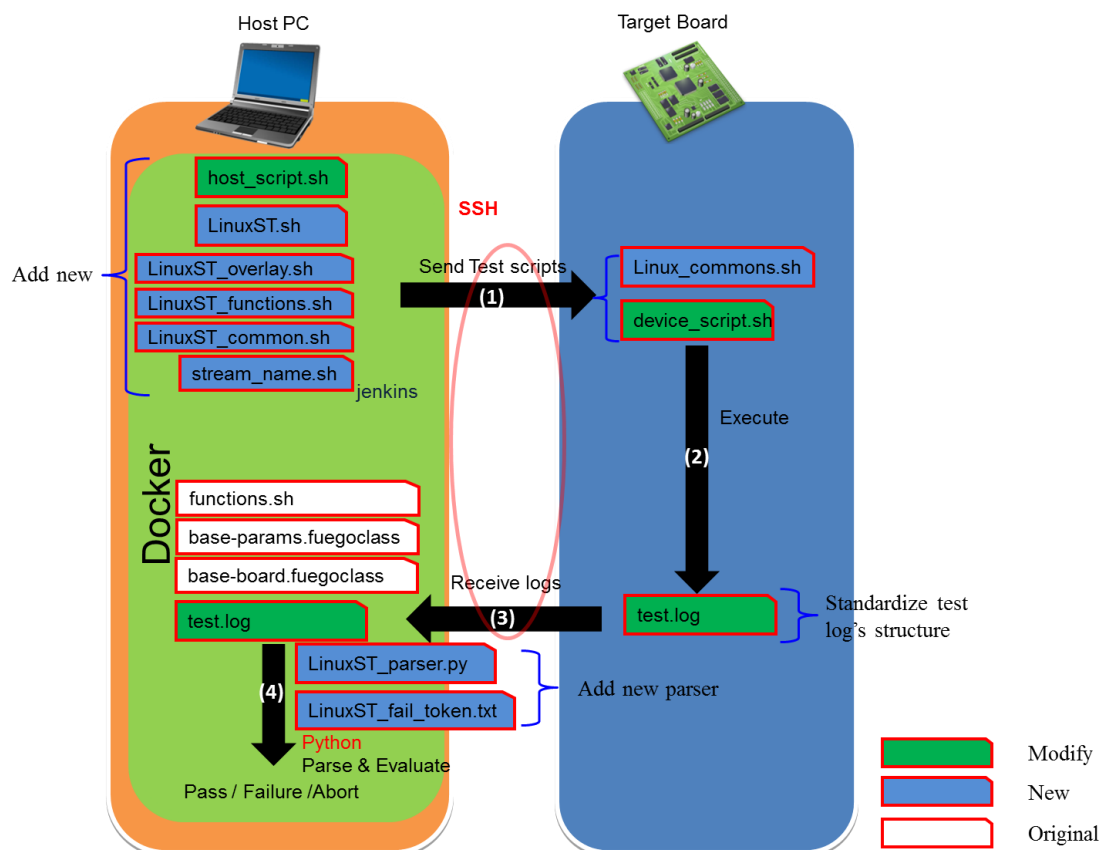 Host PC
Target Board
host_script.sh
LinuxST.sh
SSH
Add new
LinuxST_overlay.sh
LinuxST_functions.sh
LinuxST_common.sh
stream_name.sh
jenkins
Send Test scripts
(1)
Linux_commons.sh
device_script.sh
Execute
(2)
Docker
functions.sh
base-params.fuegoclass
base-board.fuegoclass
test.log
Receive logs
(3)
test.log
Standardize test
log's structure
(4)
LinuxST_parser.py
LinuxST_fail_token.txt
Add new parser
Python
Parse & Evaluate
Pass / Failure /Abort
Modify
New
Original